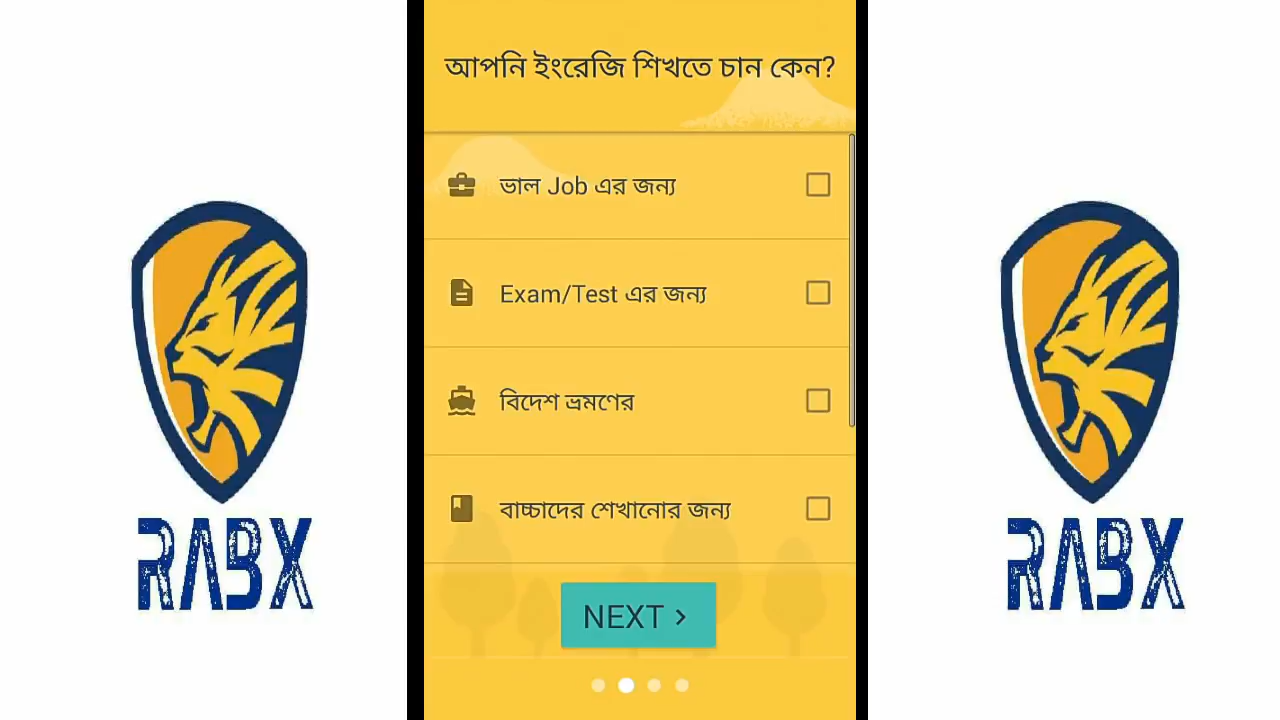 আপনি ইংরেজি শিখতে চান কেন?
ভাল Job এর জন্য
Exam/Test এর জন্য
বিদেশ ভ্রমণের
বাচ্চাদের শেখানোর জন্য
NEXT >
RABX
RABX